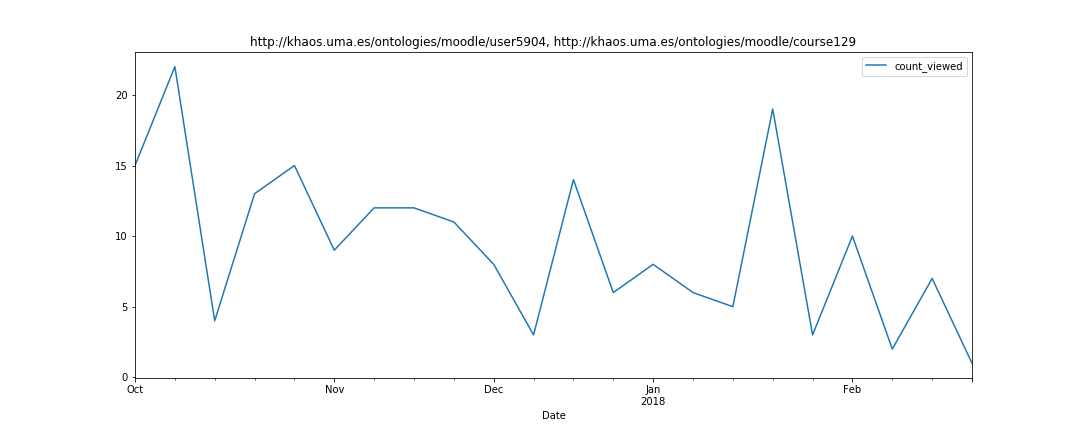 http://khaos.uma.es/ontologies/moodle/user5904, http://khaos.uma.es/ontologies/moodle/course129
count_viewed
20
15
10
5
0
Oct Nov Dec Jan Feb
2018
Date